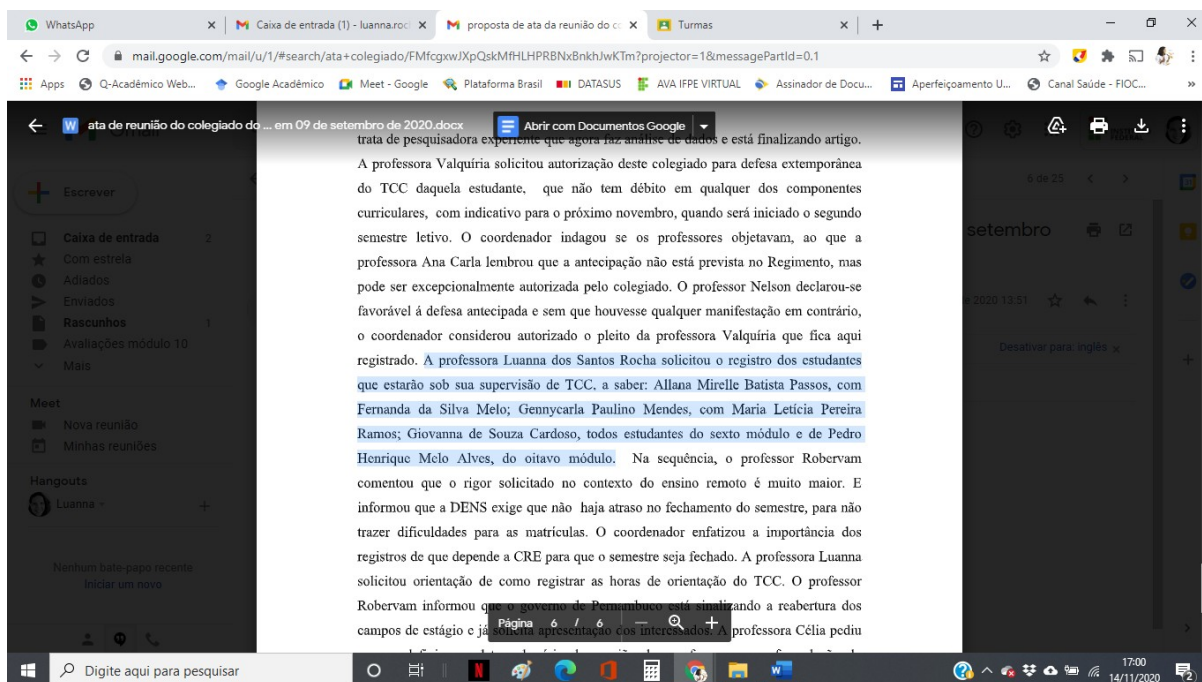 WhatsApp
Caixa de entrada (1) - luanna.roc
proposta de ata da reunião do co
Turmas
mail.google.com/mail/u/1/#search/ata+colegiado/FMfcgxwJXpQskMfHLHPRBNxBnkhJwKTm?projector=1&messagePartId=0.1
Apps Q-Acadêmico Web... Google Acadêmico Meet - Google Plataforma Brasil DATASUS AVA IFPE VIRTUAL Assinador de Docu... Aperfeiçoamento U... Canal Saúde - FIOC... »
ata de reunião do colegiado do ... em 09 de setembro de 2020.docx
Abrir com Documentos Google
trata de pesquisadora experiente que agora faz análise de dados e está finalizando artigo.
A professora Valquíria solicitou autorização deste colegiado para defesa extemporânea
do TCC daquela estudante, que não tem débito em qualquer dos componentes
curriculares, com indicativo para o próximo novembro, quando será iniciado o segundo
semestre letivo. O coordenador indagou se os professores objetavam, ao que a
professora Ana Carla lembrou que a antecipação não está prevista no Regimento, mas
pode ser excepcionalmente autorizada pelo colegiado. O professor Nelson declarou-se
favorável á defesa antecipada e sem que houvesse qualquer manifestação em contrário,
o coordenador considerou autorizado o pleito da professora Valquíria que fica aqui
registrado. A professora Luanna dos Santos Rocha solicitou o registro dos estudantes
que estarão sob sua supervisão de TCC, a saber: Allana Mirelle Batista Passos, com
Fernanda da Silva Melo; Gennycarla Paulino Mendes, com Maria Letícia Pereira
Ramos; Giovanna de Souza Cardoso, todos estudantes do sexto módulo e de Pedro
Henrique Melo Alves, do oitavo módulo. Na sequência, o professor Robervam
comentou que o rigor solicitado no contexto do ensino remoto é muito maior. E
informou que a DENS exige que não haja atraso no fechamento do semestre, para não
trazer dificuldades para as matrículas. O coordenador enfatizou a importância dos
registros de que depende a CRE para que o semestre seja fechado. A professora Luanna
solicitou orientação de como registrar as horas de orientação do TCC. O professor
Robervam informou que o governo de Pernambuco está sinalizando a reabertura dos
campos de estágio e já solicita apresentação dos interessados. A professora Célia pediu
Página 6 / 6
Escrever
Caixa de entrada 2
Com estrela
Adiados
Enviados
Rascunhos 1
Avaliações módulo 10
Mais
Meet
Nova reunião
Minhas reuniões
Hangouts
Luanna
Nenhum bate-papo recente
Iniciar um novo
6 de 25
setembro
2020 13:51
Desativar para: inglês x
Digite aqui para pesquisar
17:00
14/11/2020